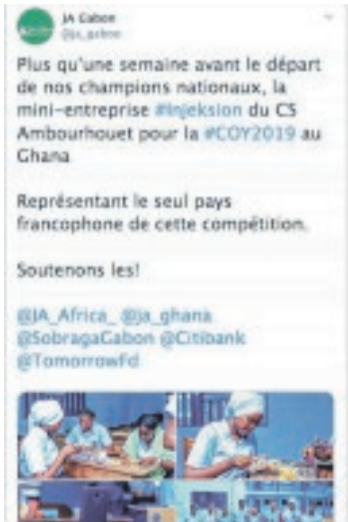 JA Gabon
@ja_gabon
Plus qu'une semaine avant le départ
de nos champions nationaux, la
mini-entreprise #Injeksion du CS
Ambourhouet pour la #COY2019 au
Ghana
Représentant le seul pays
francophone de cette compétition.
Soutenons les!
@JA_Africa_ @ja_ghana
@SobragaGabon @Citibank
@TomorrowFd